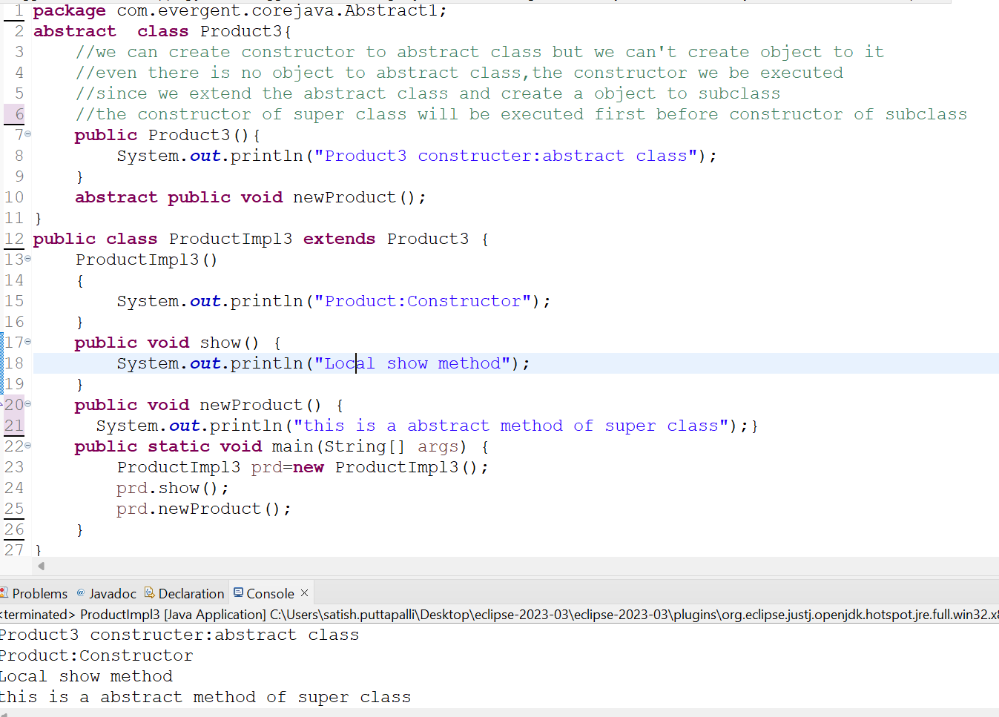 1 package com.evergent.corejava.Abstract1;
2 abstract  class Product3{
3     //we can create constructor to abstract class but we can't create object to it
4     //even there is no object to abstract class,the constructor we be executed
5     //since we extend the abstract class and create a object to subclass
6     //the constructor of super class will be executed first before constructor of subclass
7     public Product3(){
8         System.out.println("Product3 constructer:abstract class");
9     }
10     abstract public void newProduct();
11 }
12 public class ProductImpl3 extends Product3 {
13     ProductImpl3()
14     {
15         System.out.println("Product:Constructor");
16     }
17     public void show() {
18         System.out.println("Local show method");
19     }
20     public void newProduct() {
21       System.out.println("this is a abstract method of super class");}
22     public static void main(String[] args) {
23         ProductImpl3 prd=new ProductImpl3();
24         prd.show();
25         prd.newProduct();
26     }
27 }
Problems @ Javadoc Declaration Console ×
<terminated> ProductImpl3 [Java Application] C:\Users\satish.puttapalli\Desktop\eclipse-2023-03\eclipse-2023-03\plugins\org.eclipse.justj.openjdk.hotspot.jre.full.win32.x8
Product3 constructer:abstract class
Product:Constructor
Local show method
this is a abstract method of super class